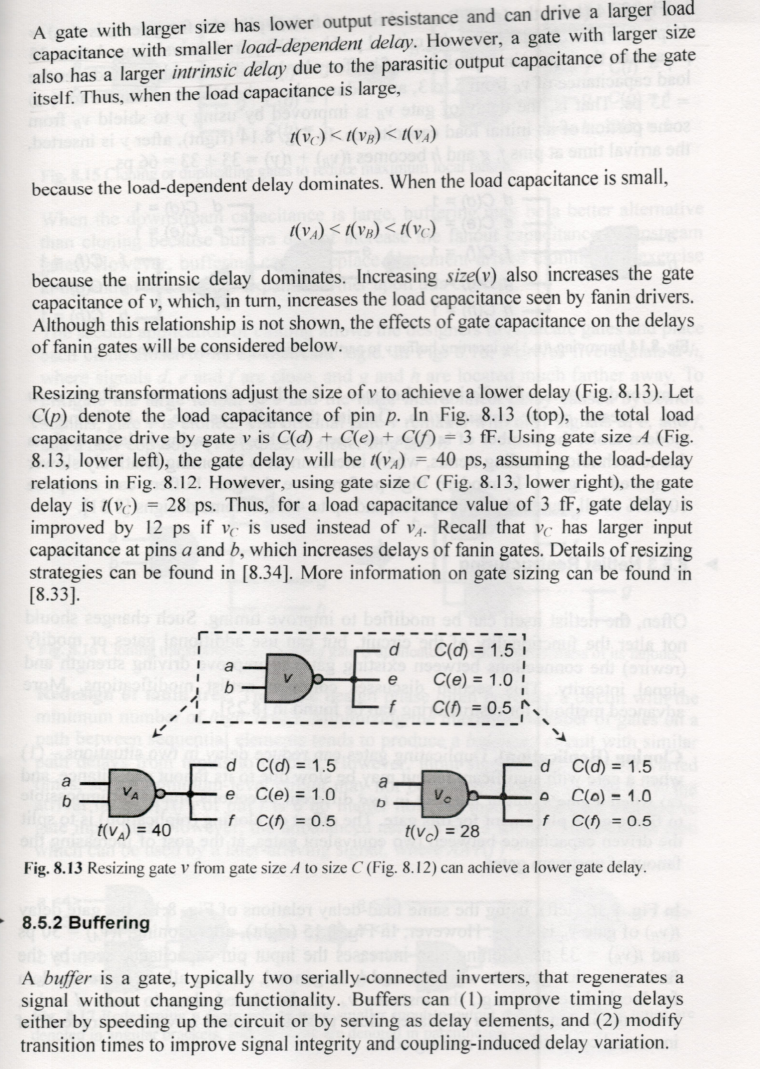 A gate with larger size has lower output resistance and can drive a larger load
capacitance with smaller load-dependent delay. However, a gate with larger size
also has a larger intrinsic delay due to the parasitic output capacitance of the gate
itself. Thus, when the load capacitance is large,
t(vC) < t(vB) < t(vA)
because the load-dependent delay dominates. When the load capacitance is small,
t(vA) < t(vB) < t(vC)
because the intrinsic delay dominates. Increasing size(v) also increases the gate
capacitance of v, which, in turn, increases the load capacitance seen by fanin drivers.
Although this relationship is not shown, the effects of gate capacitance on the delays
of fanin gates will be considered below.
Resizing transformations adjust the size of v to achieve a lower delay (Fig. 8.13). Let
C(p) denote the load capacitance of pin p. In Fig. 8.13 (top), the total load
capacitance drive by gate v is C(d) + C(e) + C(f) = 3 fF. Using gate size A (Fig.
8.13, lower left), the gate delay will be t(vA) = 40 ps, assuming the load-delay
relations in Fig. 8.12. However, using gate size C (Fig. 8.13, lower right), the gate
delay is t(vC) = 28 ps. Thus, for a load capacitance value of 3 fF, gate delay is
improved by 12 ps if vC is used instead of vA. Recall that vC has larger input
capacitance at pins a and b, which increases delays of fanin gates. Details of resizing
strategies can be found in [8.34]. More information on gate sizing can be found in
[8.33].
d C(d) = 1.5
a
v e C(e) = 1.0
b
f C(f) = 0.5
d C(d) = 1.5
a
vA e C(e) = 1.0
b
f C(f) = 0.5
t(vA) = 40
d C(d) = 1.5
a
vC e C(e) = 1.0
b
f C(f) = 0.5
t(vC) = 28
Fig. 8.13 Resizing gate v from gate size A to size C (Fig. 8.12) can achieve a lower gate delay.
8.5.2 Buffering
A buffer is a gate, typically two serially-connected inverters, that regenerates a
signal without changing functionality. Buffers can (1) improve timing delays
either by speeding up the circuit or by serving as delay elements, and (2) modify
transition times to improve signal integrity and coupling-induced delay variation.